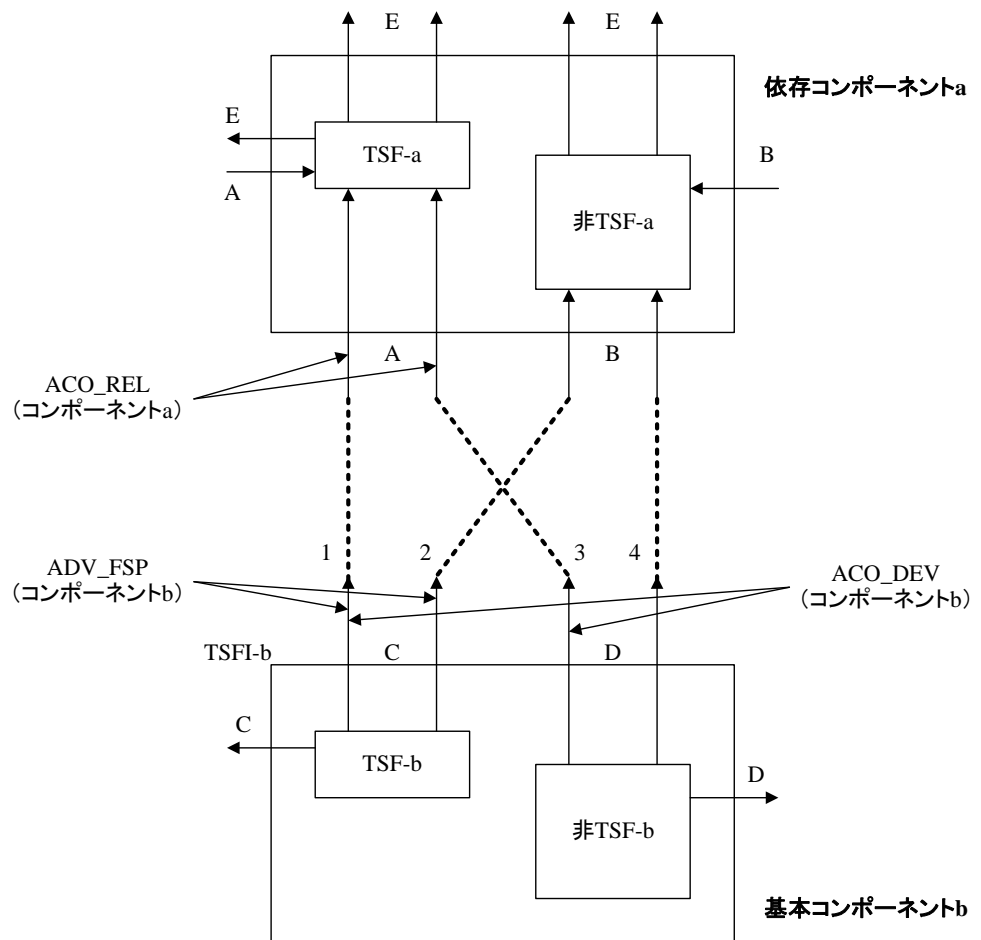 E
E
依存コンポーネントa
E
TSF-a
B
A
非TSF-a
A
B
ACO_REL
（コンポーネントa）
1
2
3
4
ADV_FSP
（コンポーネントb）
ACO_DEV
（コンポーネントb）
TSFI-b
C
D
C
TSF-b
D
非TSF-b
基本コンポーネントb